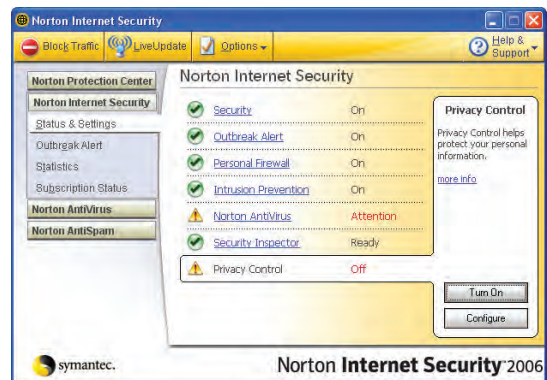 Norton Internet Security
Block Traffic LiveUpdate Options Help & Support
Norton Protection Center
Norton Internet Security
Status & Settings
Outbreak Alert
Statistics
Subscription Status
Norton AntiVirus
Norton AntiSpam
Norton Internet Security
Security On
Outbreak Alert On
Personal Firewall On
Intrusion Prevention On
Norton AntiVirus Attention
Security Inspector Ready
Privacy Control Off
Privacy Control
Privacy Control helps
protect your personal
information.
more info
Turn On
Configure
symantec.
Norton Internet Security 2006